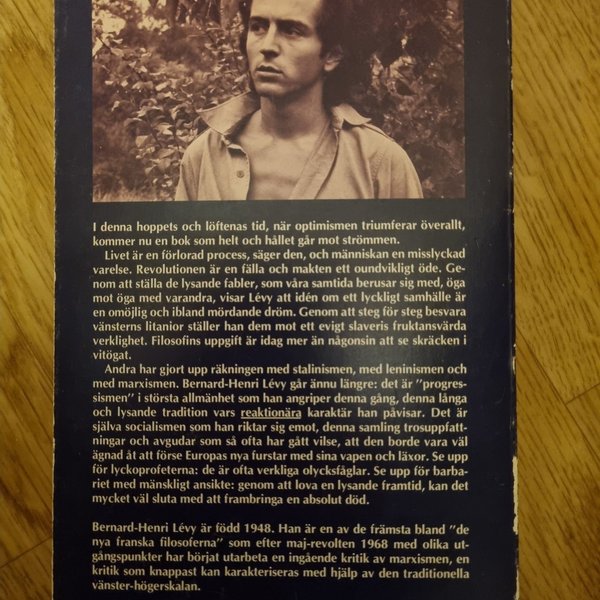 I denna hoppets och löftenas tid, när optimismen triumferar överallt,
kommer nu en bok som helt och hållet går mot strömmen.
Livet är en förlorad process, säger den, och människan en misslyckad
varelse. Revolutionen är en fälla och makten ett oundvikligt öde. Ge-
nom att ställa de lysande fabler, som våra samtida berusar sig med, öga
mot öga med varandra, visar Lévy att idén om ett lyckligt samhälle är
en omöjlig och ibland mördande dröm. Genom att steg för steg besvara
vänsterns litanior ställer han dem mot ett evigt slaveris fruktansvärda
verklighet. Filosofins uppgift är idag mer än någonsin att se skräcken i
vitögat.
Andra har gjort upp räkningen med stalinismen, med leninismen och
med marxismen. Bernard-Henri Lévy går ännu längre: det är "progres-
sismen" i största allmänhet som han angriper denna gång, denna långa
och lysande tradition vars reaktionära karaktär han påvisar. Det är
själva socialismen som han riktar sig emot, denna samling trosuppfatt-
ningar och avgudar som så ofta har gått vilse, att den borde vara väl
ägnad åt att förse Europas nya furstar med sina vapen och läxor. Se upp
för lyckoprofeterna: de är ofta verkliga olycksfåglar. Se upp för barba-
riet med mänskligt ansikte: genom att lova en lysande framtid, kan det
mycket väl sluta med att frambringa en absolut död.
Bernard-Henri Lévy är född 1948. Han är en av de främsta bland "de
nya franska filosoferna" som efter maj-revolten 1968 med olika ut-
gångspunkter har börjat utarbeta en ingående kritik av marxismen, en
kritik som knappast kan karakteriseras med hjälp av den traditionella
vänster-högerskalan.